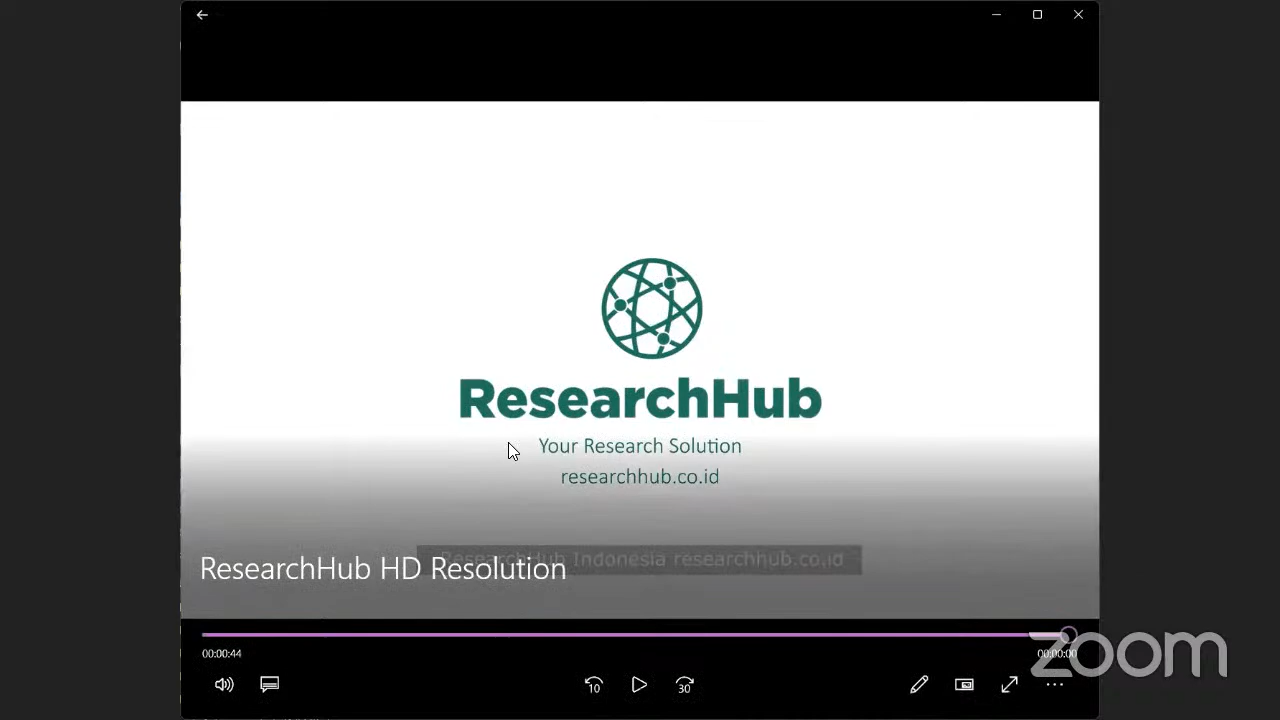 ResearchHub
Your Research Solution
researchhub.co.id
ResearchHub Indonesia researchhub.co.id
ResearchHub HD Resolution
00:00:44
00:00:00
10
30
zoom